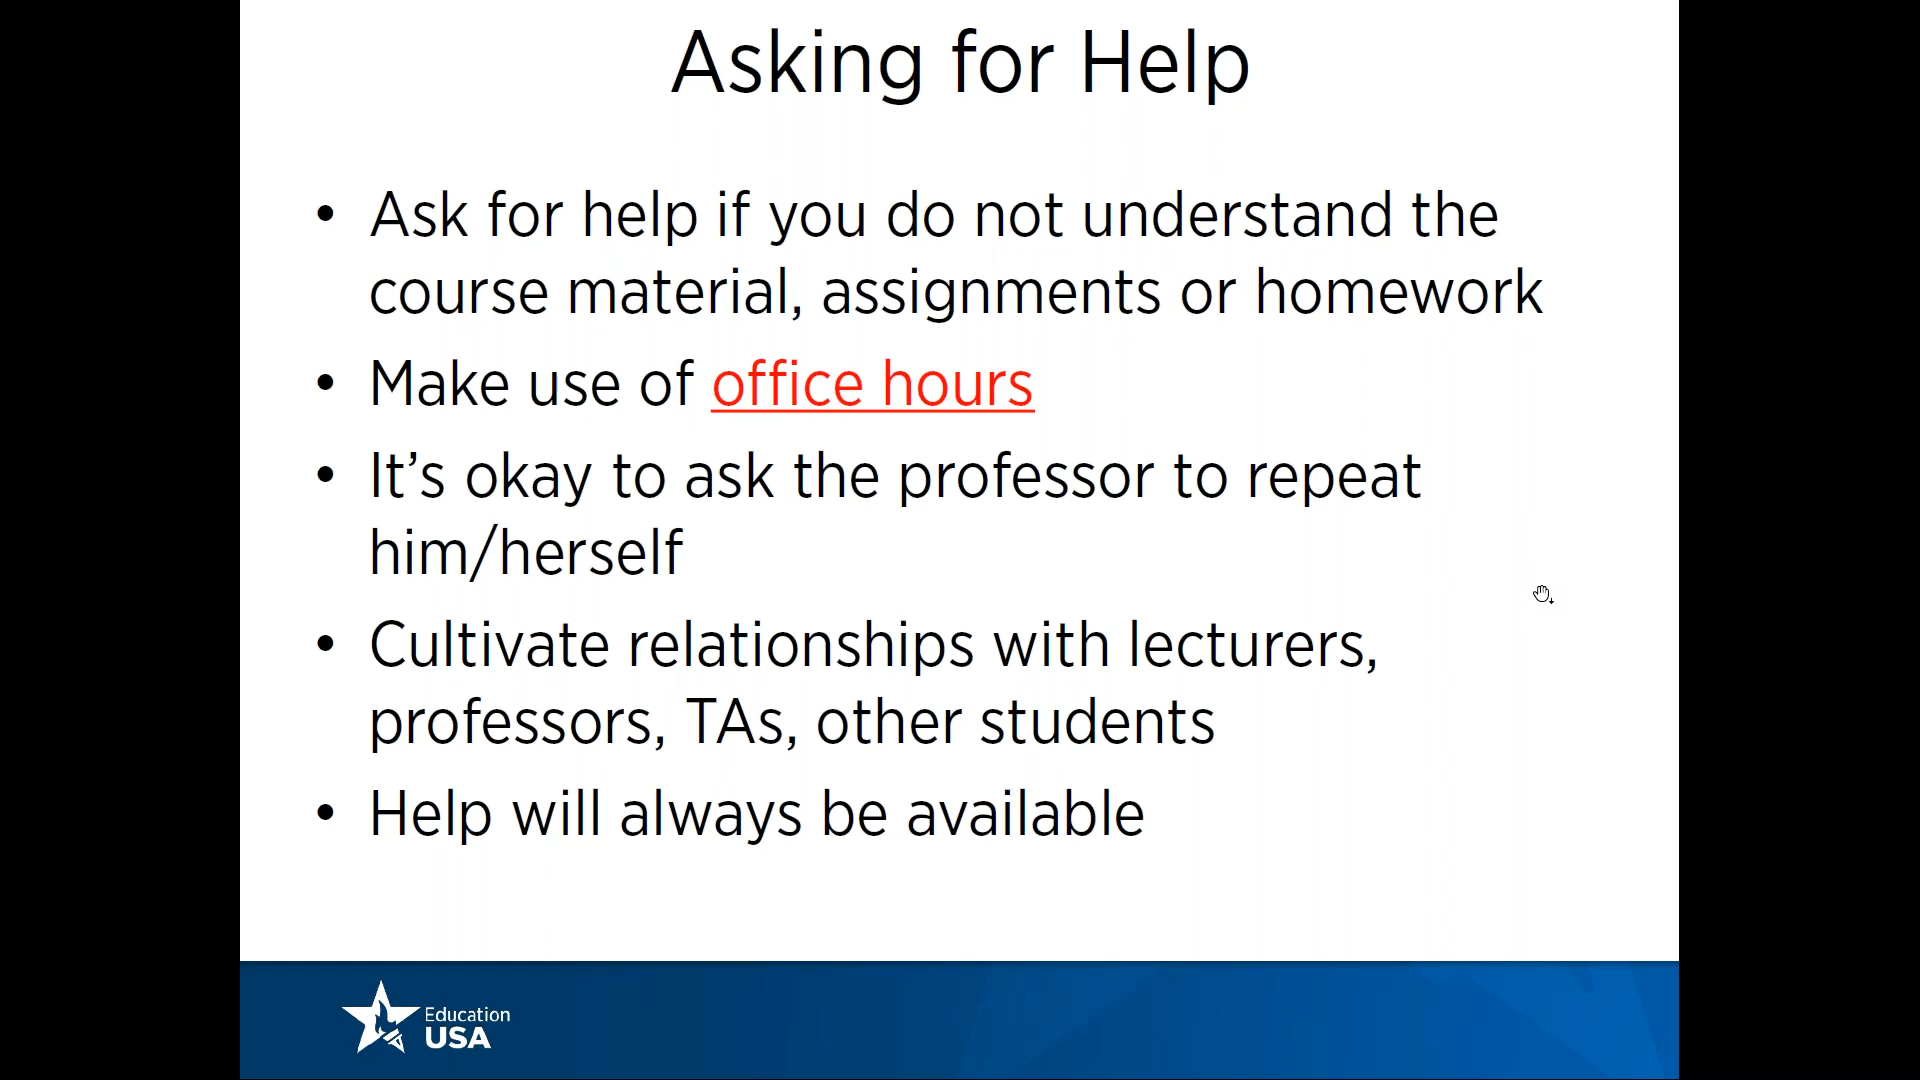 Asking for Help
• Ask for help if you do not understand the
course material, assignments or homework
• Make use of office hours
• It’s okay to ask the professor to repeat
him/herself
• Cultivate relationships with lecturers,
professors, TAs, other students
• Help will always be available
Education
USA